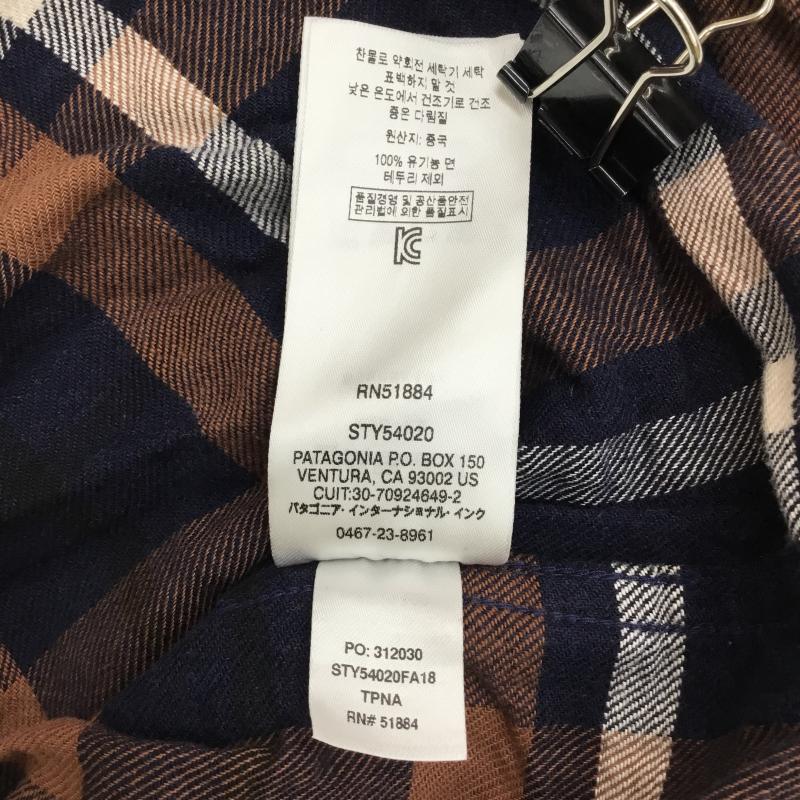 찬물로 약회전 세탁기 세탁
표백하지 말 것
낮은 온도에서 건조기로 건조
중온 다림질
원산지: 중국
100% 유기농 면
테두리 제외
품질경영 및 공산품안전
관리법에 의한 품질표시
RN51884
STY54020
PATAGONIA P.O. BOX 150
VENTURA, CA 93002 US
CUIT:30-70924649-2
パタゴニア・インターナショナル・インク
0467-23-8961
PO: 312030
STY54020FA18
TPNA
RN# 51884